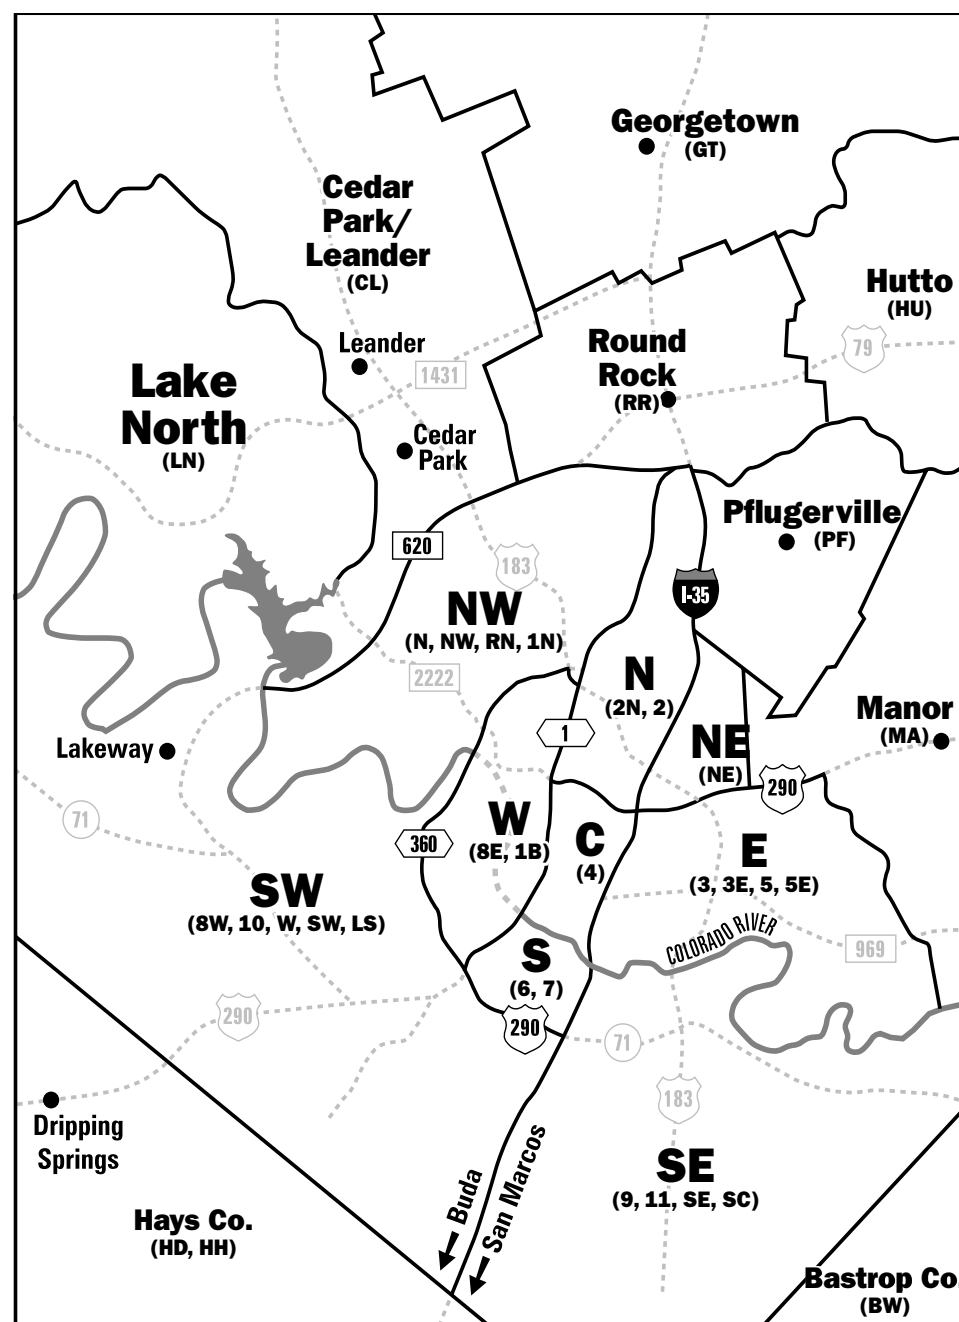 Georgetown
(GT)
Cedar
Park/
Leander
(CL)
Hutto
(HU)
Leander
1431
Round
Rock
(RR)
79
Lake
North
(LN)
Cedar
Park
Pflugerville
(PF)
620
183
I-35
NW
(N, NW, RN, 1N)
2222
N
(2N, 2)
Manor
(MA)
1
NE
(NE)
Lakeway
290
71
360
W
(8E, 1B)
C
(4)
E
(3, 3E, 5, 5E)
SW
(8W, 10, W, SW, LS)
COLORADO RIVER
969
S
(6, 7)
290
290
71
183
Dripping
Springs
SE
(9, 11, SE, SC)
Buda
San Marcos
Hays Co.
(HD, HH)
Bastrop Co.
(BW)